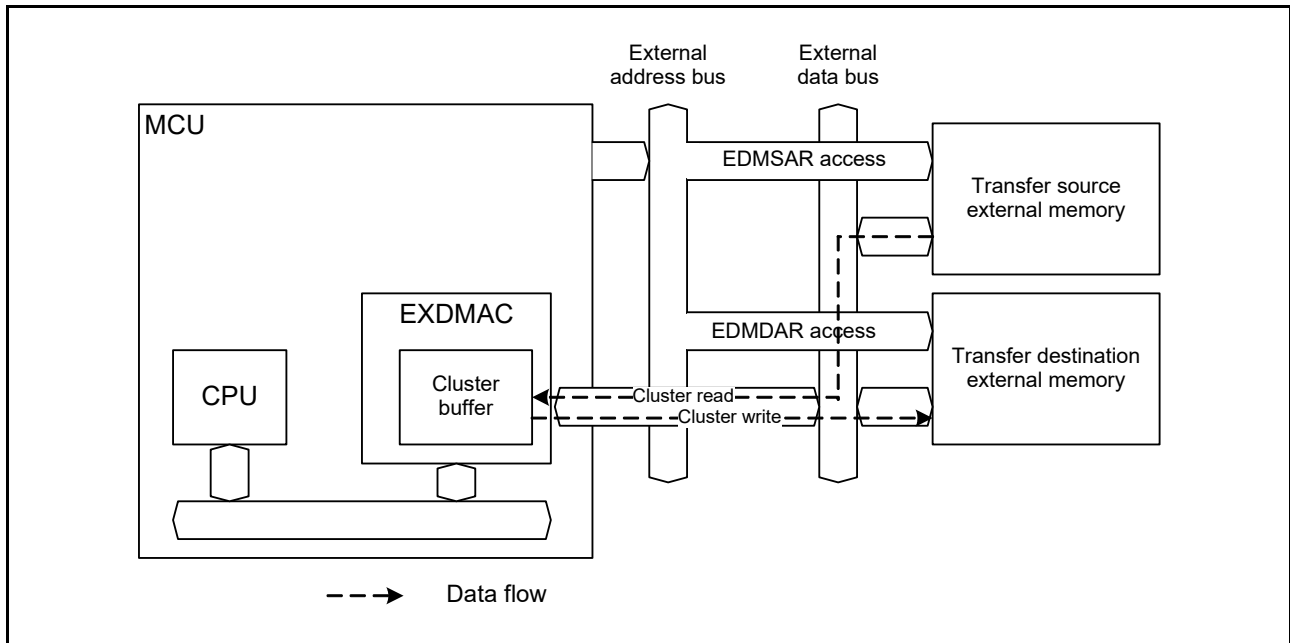 External
address bus
External
data bus
MCU
EDMSAR access
Transfer source
external memory
EXDMAC
EDMDAR access
Transfer destination
external memory
CPU
Cluster
buffer
Cluster read
Cluster write
Data flow